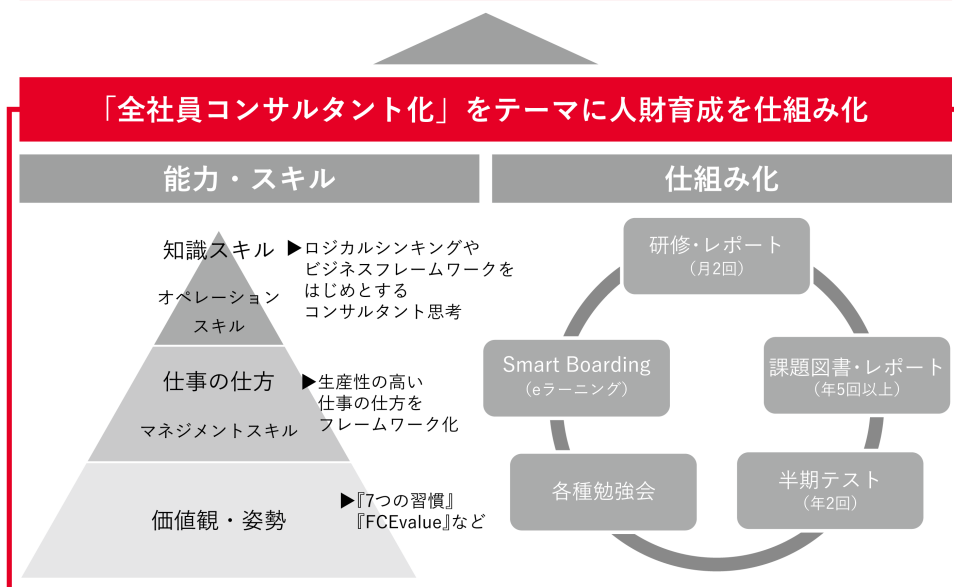 「全社員コンサルタント化」をテーマに人財育成を仕組み化
能力・スキル
知識スキル
オペレーション
スキル
▶ロジカルシンキングや
ビジネスフレームワークを
はじめとする
コンサルタント思考
仕事の仕方
マネジメントスキル
▶生産性の高い
仕事の仕方を
フレームワーク化
価値観・姿勢
▶『7つの習慣』
『FCEvalue』など
仕組み化
研修・レポート
（月2回）
Smart Boarding
（eラーニング）
課題図書・レポート
（年5回以上）
各種勉強会
半期テスト
（年2回）